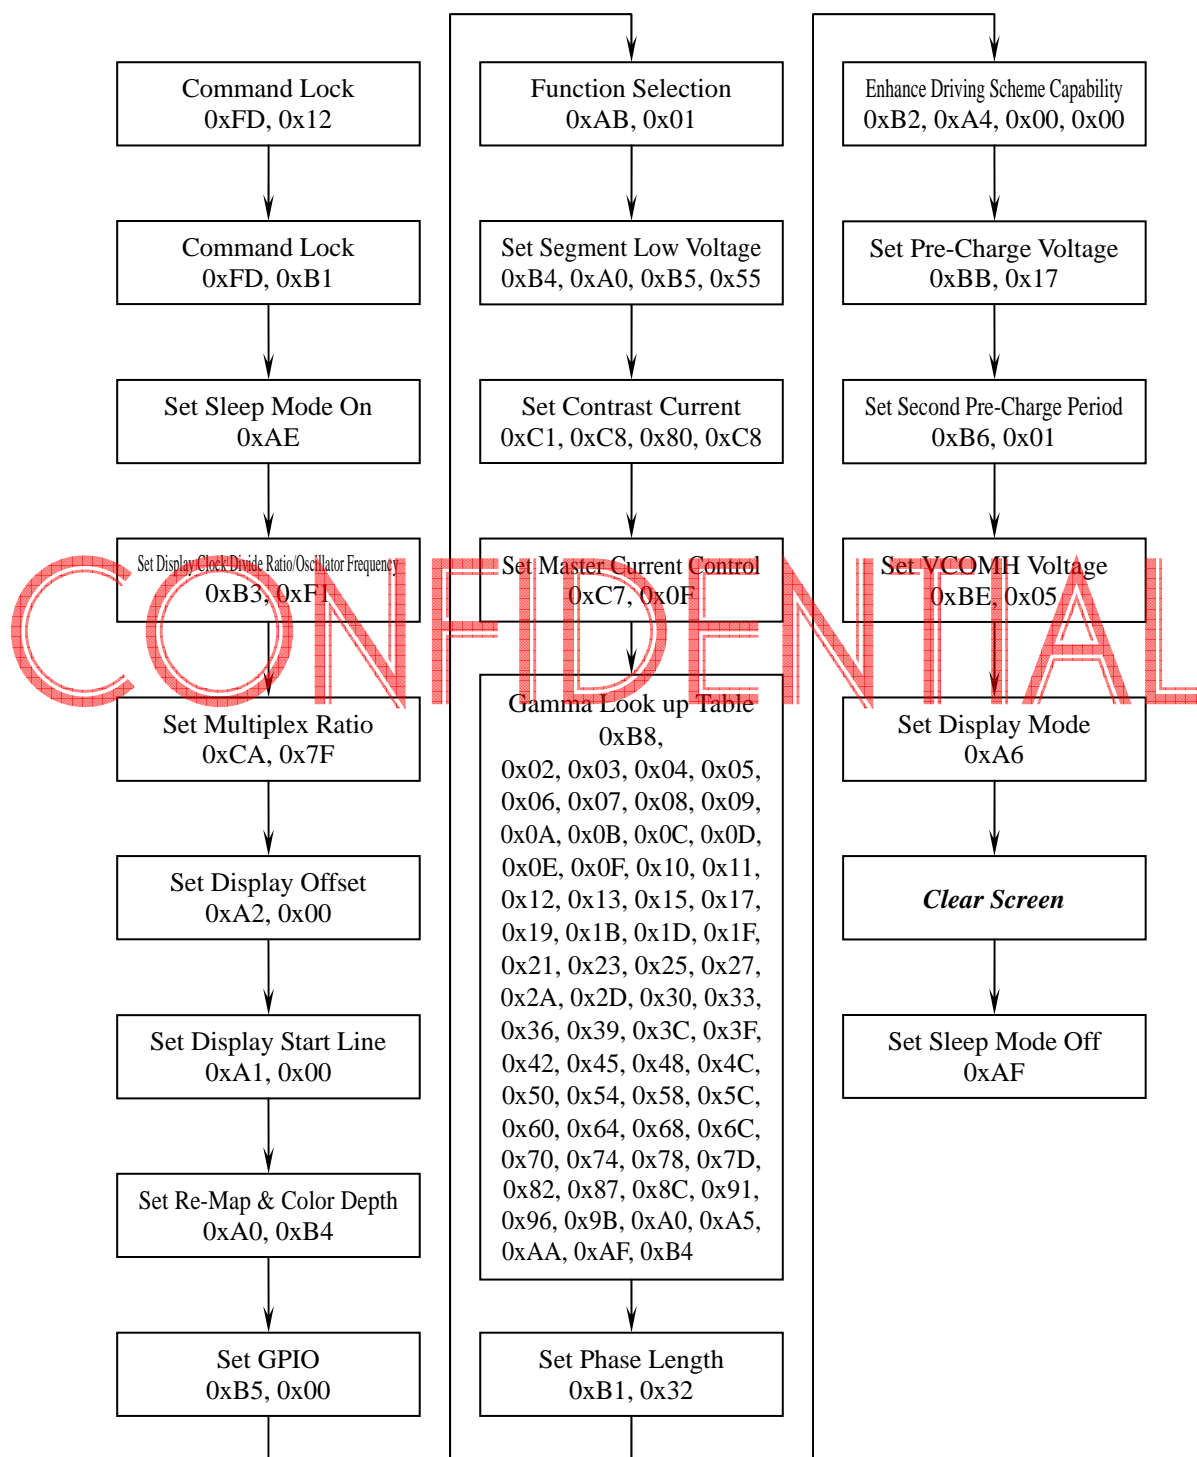 Command Lock
0xFD, 0x12
Command Lock
0xFD, 0xB1
Set Sleep Mode On
0xAE
Set Display Clock Divide Ratio/Oscillator Frequency
0xB3, 0xF1
Set Multiplex Ratio
0xCA, 0x7F
Set Display Offset
0xA2, 0x00
Set Display Start Line
0xA1, 0x00
Set Re-Map & Color Depth
0xA0, 0xB4
Set GPIO
0xB5, 0x00
Function Selection
0xAB, 0x01
Set Segment Low Voltage
0xB4, 0xA0, 0xB5, 0x55
Set Contrast Current
0xC1, 0xC8, 0x80, 0xC8
Set Master Current Control
0xC7, 0x0F
Gamma Look up Table
0xB8,
0x02, 0x03, 0x04, 0x05,
0x06, 0x07, 0x08, 0x09,
0x0A, 0x0B, 0x0C, 0x0D,
0x0E, 0x0F, 0x10, 0x11,
0x12, 0x13, 0x15, 0x17,
0x19, 0x1B, 0x1D, 0x1F,
0x21, 0x23, 0x25, 0x27,
0x2A, 0x2D, 0x30, 0x33,
0x36, 0x39, 0x3C, 0x3F,
0x42, 0x45, 0x48, 0x4C,
0x50, 0x54, 0x58, 0x5C,
0x60, 0x64, 0x68, 0x6C,
0x70, 0x74, 0x78, 0x7D,
0x82, 0x87, 0x8C, 0x91,
0x96, 0x9B, 0xA0, 0xA5,
0xAA, 0xAF, 0xB4
Set Phase Length
0xB1, 0x32
Enhance Driving Scheme Capability
0xB2, 0xA4, 0x00, 0x00
Set Pre-Charge Voltage
0xBB, 0x17
Set Second Pre-Charge Period
0xB6, 0x01
Set VCOMH Voltage
0xBE, 0x05
Set Display Mode
0xA6
Clear Screen
Set Sleep Mode Off
0xAF
CONFIDENTIAL